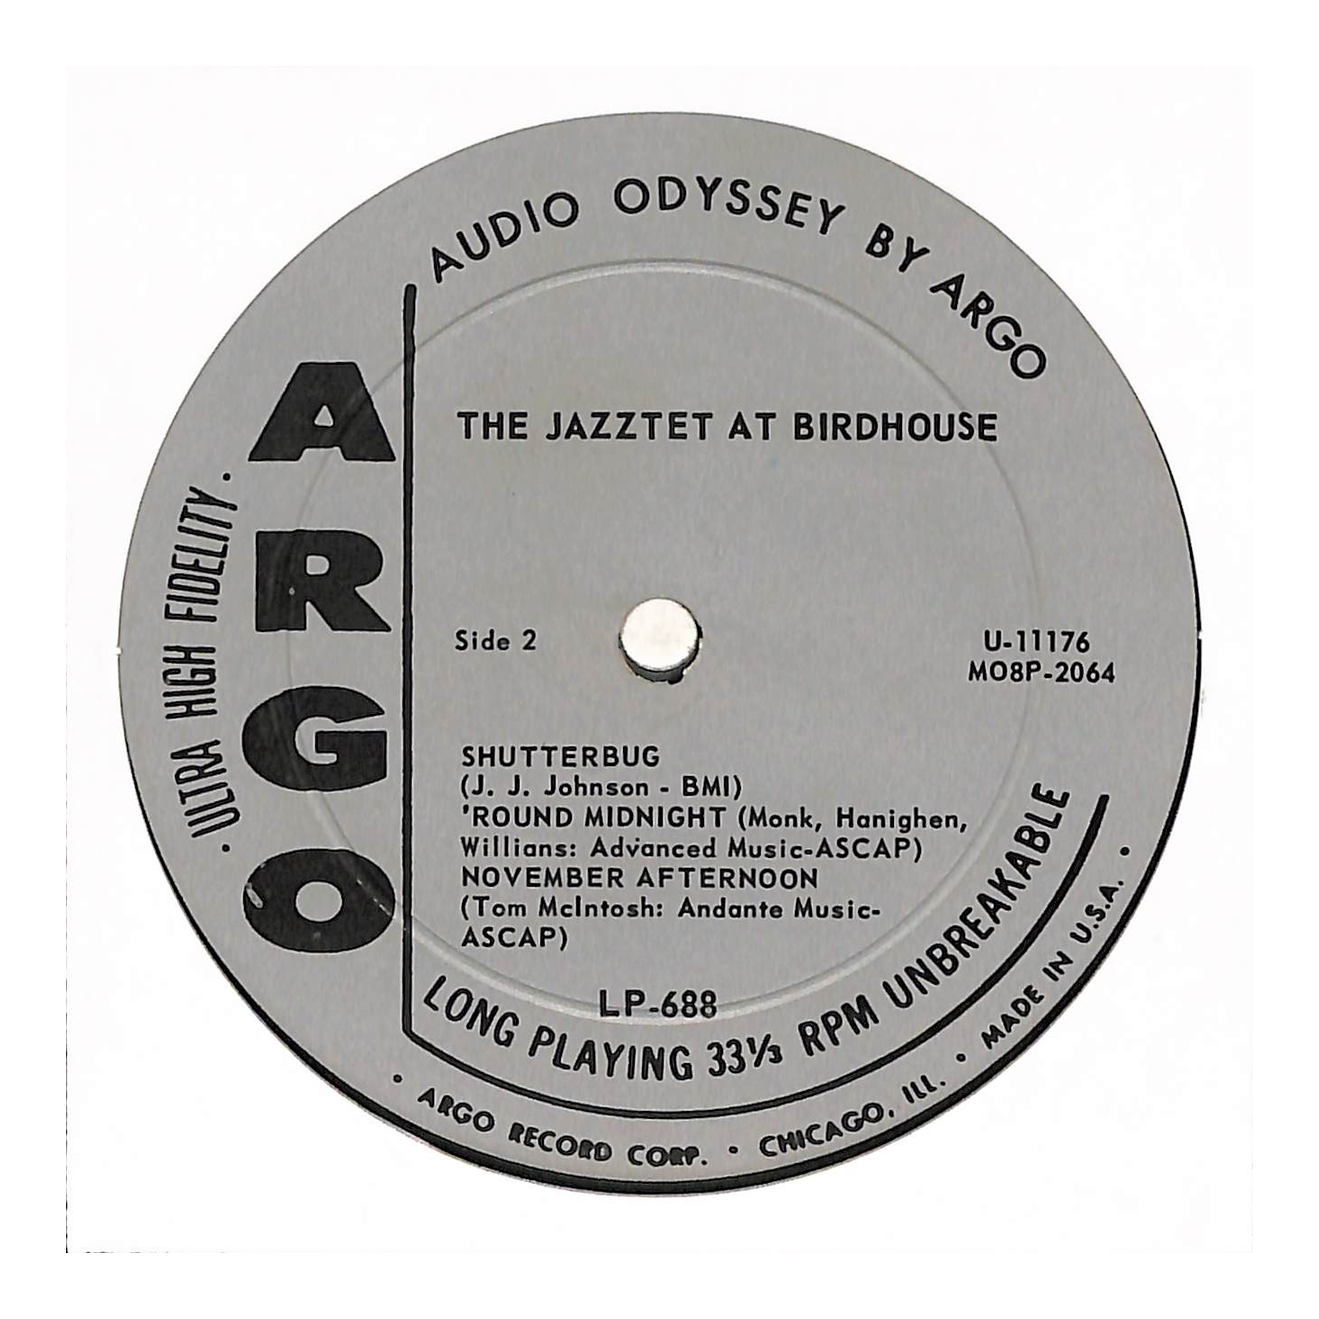 AUDIO ODYSSEY BY ARGO
ARGO
· ULTRA HIGH FIDELITY ·
THE JAZZTET AT BIRDHOUSE
Side 2
U-11176
MO8P-2064
SHUTTERBUG
(J. J. Johnson - BMI)
'ROUND MIDNIGHT (Monk, Hanighen,
Willians: Advanced Music-ASCAP)
NOVEMBER AFTERNOON
(Tom McIntosh: Andante Music-
ASCAP)
LP-688
LONG PLAYING 33⅓ RPM UNBREAKABLE
· ARGO RECORD CORP. · CHICAGO, ILL. · MADE IN U.S.A. ·